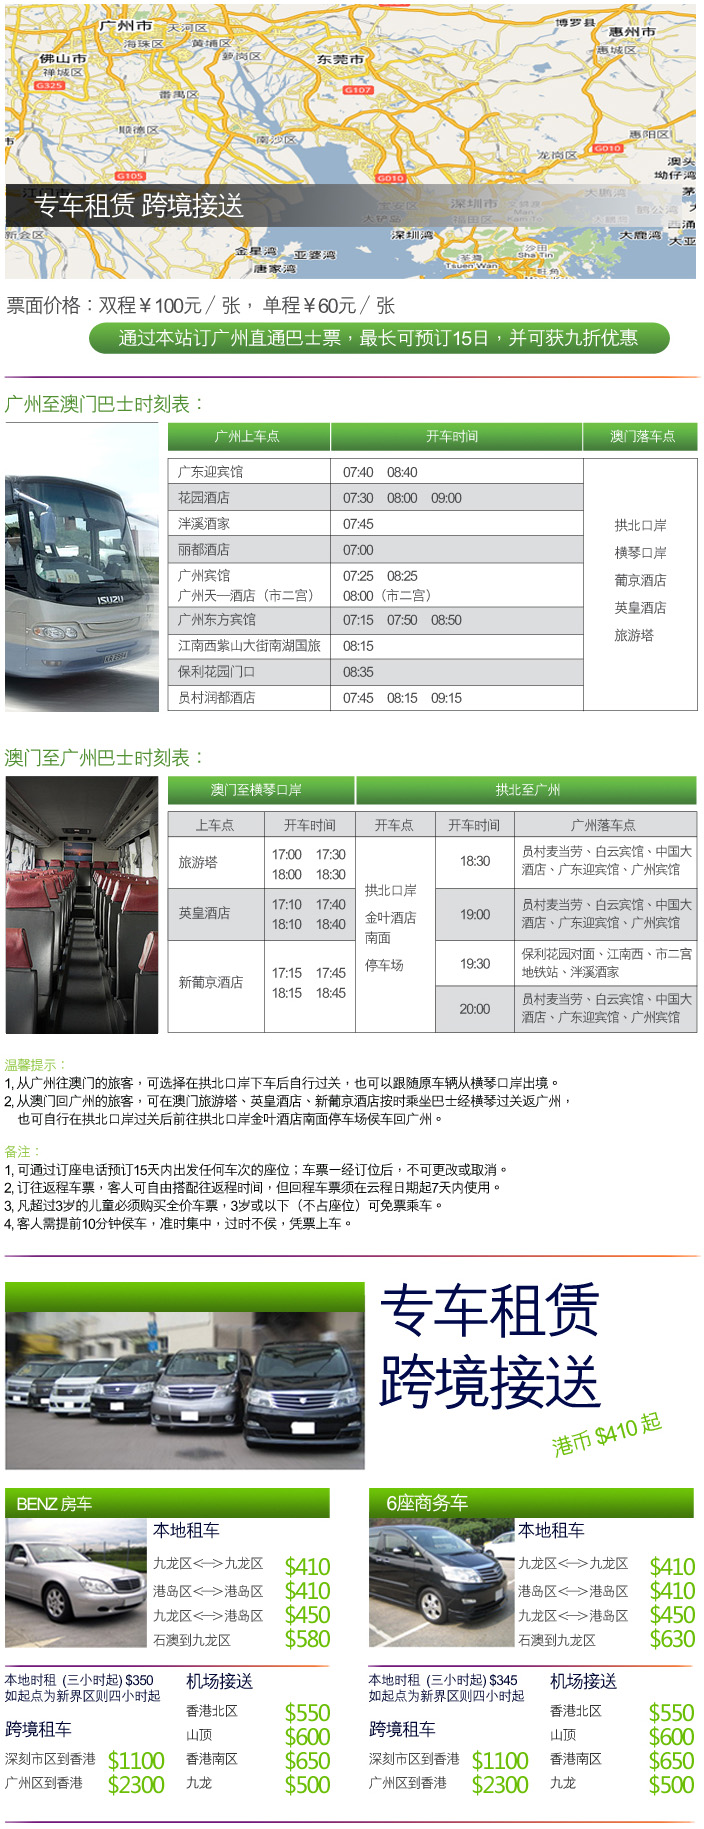 广州市
天河区
海珠区
黄埔区
萝岗区
佛山市
禅城区
G325
东莞市
博罗县
惠州市
惠城区
番禺区
G107
顺德区
南沙区
G105
G010
龙岗区
G010
惠阳区
澳头
坳仔湾
专车租赁 跨境接送
深圳市
福田区
深圳湾
大鹿湾
金星湾
亚婆湾
唐家湾
荃湾
Tsuen Wan
沙田
Sha Tin
旺角
票面价格：双程￥100元 / 张， 单程￥60元 / 张
通过本站订广州直通巴士票，最长可预订15日，并可获九折优惠
广州至澳门巴士时刻表：
广州上车点 开车时间 澳门落车点
广东迎宾馆 07:40 08:40
花园酒店 07:30 08:00 09:00
泮溪酒家 07:45
丽都酒店 07:00
广州宾馆 07:25 08:25
广州天一酒店（市二宫） 08:00（市二宫）
广州东方宾馆 07:15 07:50 08:50
江南西紫山大街南湖国旅 08:15
保利花园门口 08:35
员村润都酒店 07:45 08:15 09:15
拱北口岸
横琴口岸
葡京酒店
英皇酒店
旅游塔
ISUZU
澳门至广州巴士时刻表：
澳门至横琴口岸 拱北至广州
上车点 开车时间 开车点 开车时间 广州落车点
旅游塔 17:00 17:30
18:00 18:30
英皇酒店 17:10 17:40
18:10 18:40
新葡京酒店 17:15 17:45
18:15 18:45
拱北口岸
金叶酒店
南面
停车场
18:30 员村麦当劳、白云宾馆、中国大
酒店、广东迎宾馆、广州宾馆
19:00 员村麦当劳、白云宾馆、中国大
酒店、广东迎宾馆、广州宾馆
19:30 保利花园对面、江南西、市二宫
地铁站、泮溪酒家
20:00 员村麦当劳、白云宾馆、中国大
酒店、广东迎宾馆、广州宾馆
温馨提示：
1, 从广州往澳门的旅客，可选择在拱北口岸下车后自行过关，也可以跟随原车辆从横琴口岸出境。
2, 从澳门回广州的旅客，可在澳门旅游塔、英皇酒店、新葡京酒店按时乘坐巴士经横琴过关返广州，
也可自行在拱北口岸过关后前往拱北口岸金叶酒店南面停车场侯车回广州。
备注：
1, 可通过订座电话预订15天内出发任何车次的座位；车票一经订位后，不可更改或取消。
2, 订往返程车票，客人可自由搭配往返程时间，但回程车票须在云程日期起7天内使用。
3, 凡超过3岁的儿童必须购买全价车票，3岁或以下（不占座位）可免票乘车。
4, 客人需提前10分钟侯车，准时集中，过时不侯，凭票上车。
专车租赁
跨境接送
港币 $410 起
BENZ 房车
本地租车
九龙区<—>九龙区 $410
港岛区<—>港岛区 $410
九龙区<—>港岛区 $450
石澳到九龙区 $580
本地时租 (三小时起) $350
如起点为新界区则四小时起
跨境租车
深刻市区到香港 $1100
广州区到香港 $2300
机场接送
香港北区 $550
山顶 $600
香港南区 $650
九龙 $500
6座商务车
本地租车
九龙区<—>九龙区 $410
港岛区<—>港岛区 $410
九龙区<—>港岛区 $450
石澳到九龙区 $630
本地时租 (三小时起) $345
如起点为新界区则四小时起
跨境租车
深刻市区到香港 $1100
广州区到香港 $2300
机场接送
香港北区 $550
山顶 $600
香港南区 $650
九龙 $500